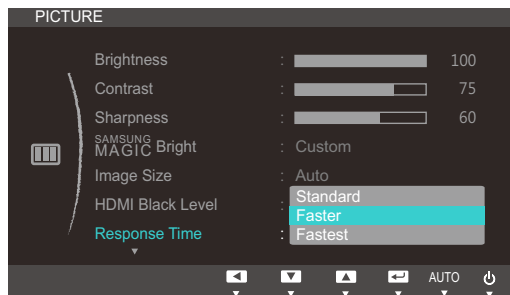 PICTURE
Brightness : 100
Contrast : 75
Sharpness : 60
SAMSUNG
MAGIC Bright : Custom
Image Size : Auto
HDMI Black Level :
Standard
Faster
Response Time : Fastest
AUTO